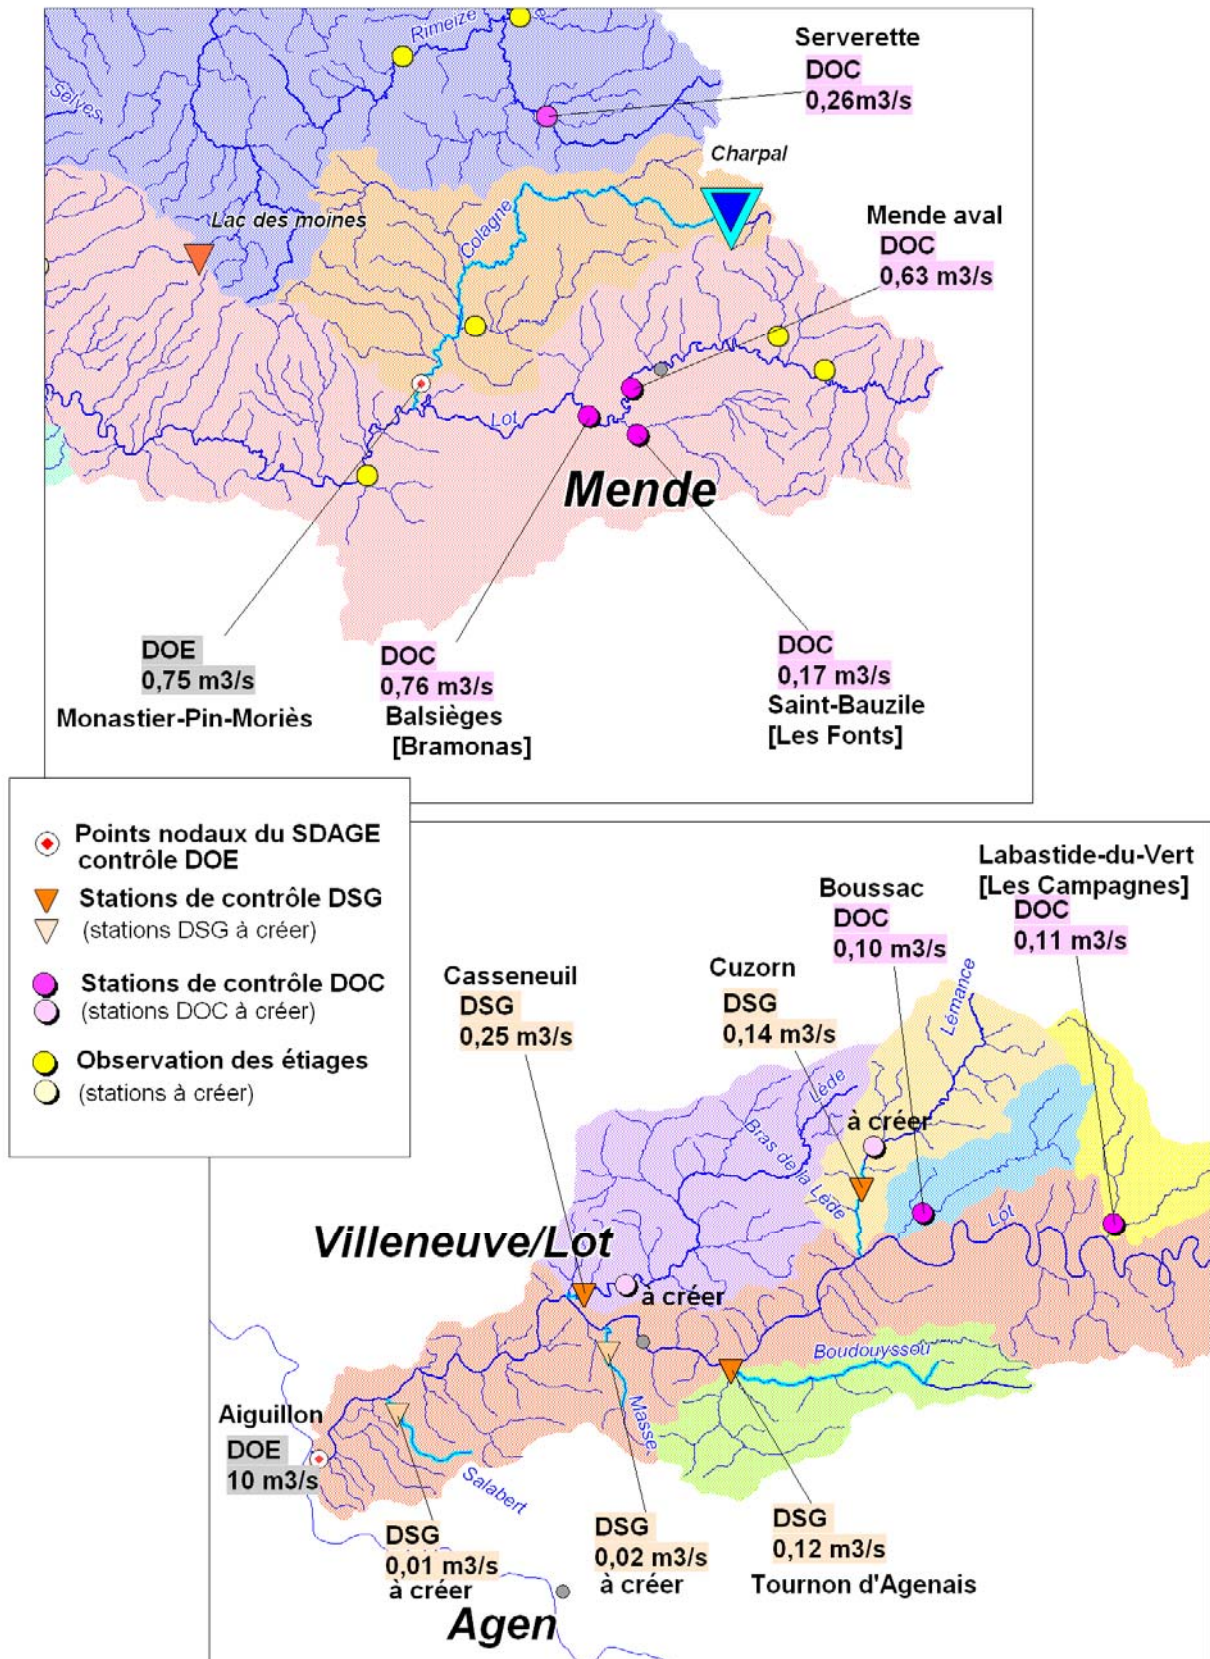 Rimeize
Selves
Serverette
DOC
0,26m3/s
Charpal
Lac des moines
Colagne
Mende aval
DOC
0,63 m3/s
Lot
Mende
DOE
0,75 m3/s
Monastier-Pin-Moriès
DOC
0,76 m3/s
Balsièges
[Bramonas]
DOC
0,17 m3/s
Saint-Bauzile
[Les Fonts]
Points nodaux du SDAGE
contrôle DOE
Stations de contrôle DSG
(stations DSG à créer)
Stations de contrôle DOC
(stations DOC à créer)
Observation des étiages
(stations à créer)
Labastide-du-Vert
[Les Campagnes]
DOC
0,11 m3/s
Boussac
DOC
0,10 m3/s
Cuzorn
DSG
0,14 m3/s
Casseneuil
DSG
0,25 m3/s
Lémance
Lède
Bras de la Lède
à créer
Lot
Villeneuve/Lot
à créer
Boudouyssou
Masse
Aiguillon
DOE
10 m3/s
Salabert
DSG
0,01 m3/s
à créer
DSG
0,02 m3/s
à créer
DSG
0,12 m3/s
Tournon d'Agenais
Agen